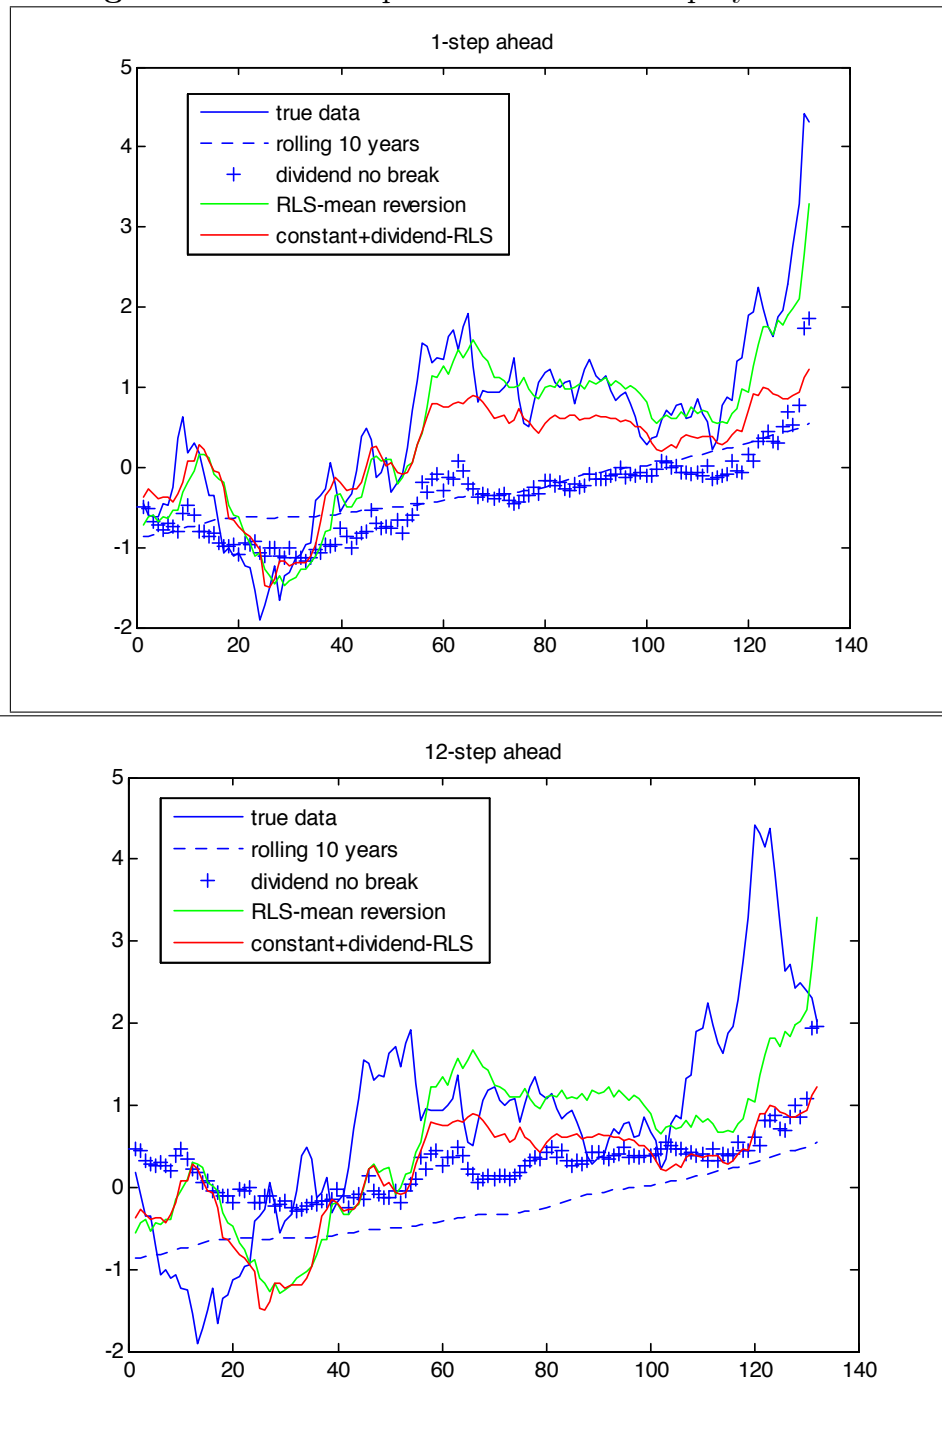 1-step ahead
5
4
3
2
1
0
-1
-2
true data
rolling 10 years
dividend no break
RLS-mean reversion
constant+dividend-RLS
0 20 40 60 80 100 120 140
12-step ahead
5
4
3
2
1
0
-1
-2
true data
rolling 10 years
dividend no break
RLS-mean reversion
constant+dividend-RLS
0 20 40 60 80 100 120 140